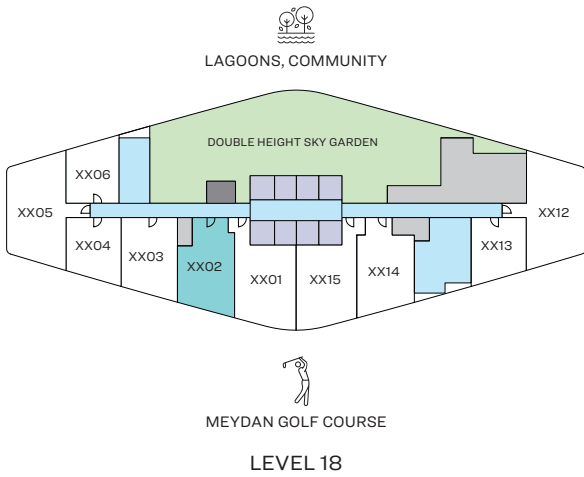 LAGOONS, COMMUNITY
DOUBLE HEIGHT SKY GARDEN
XX06
XX05
XX12
XX04
XX03
XX02
XX01
XX15
XX14
XX13
MEYDAN GOLF COURSE
LEVEL 18